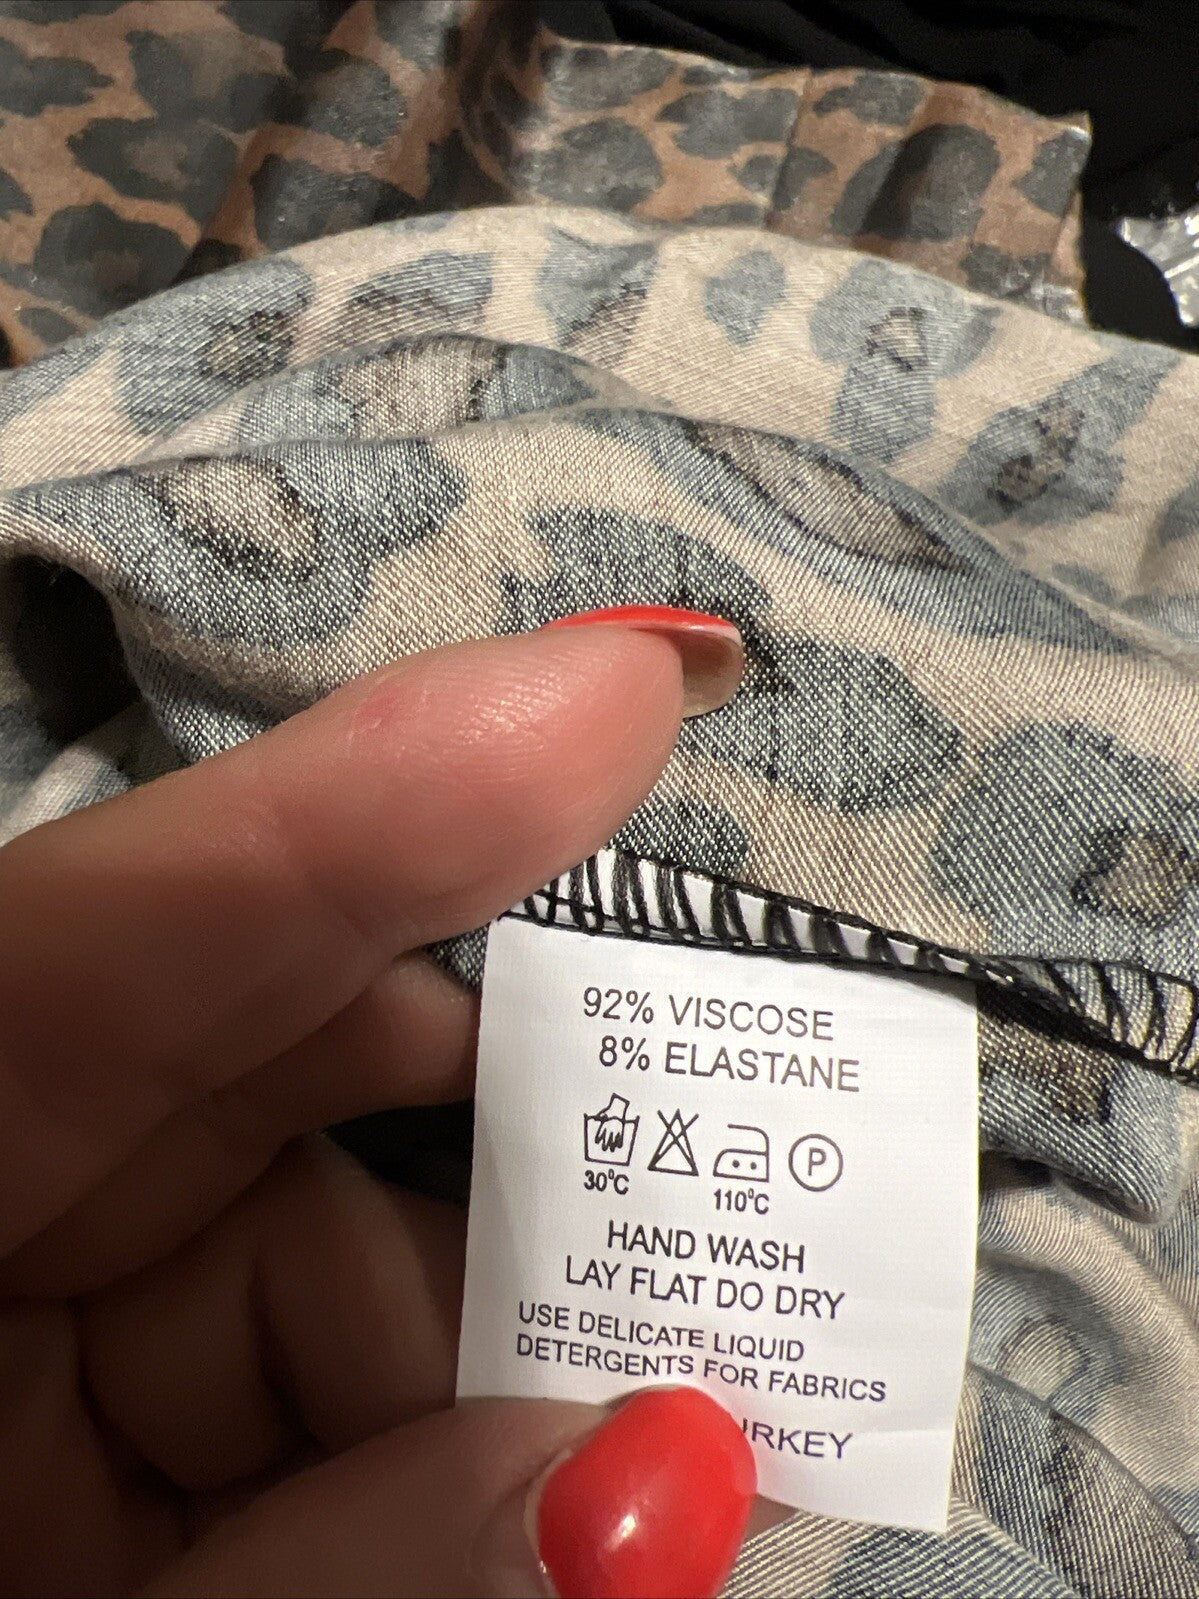 92% VISCOSE
8% ELASTANE
P
30°C
110°C
HAND WASH
LAY FLAT DO DRY
USE DELICATE LIQUID
DETERGENTS FOR FABRICS